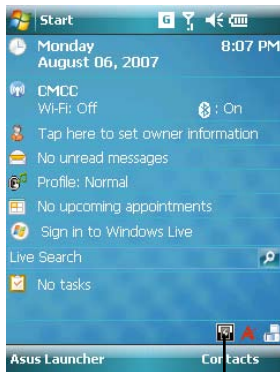 Start G
Monday 8:07 PM
August 06, 2007
CMCC
Wi-Fi: Off : On
Tap here to set owner information
No unread messages
Profile: Normal
No upcoming appointments
Sign in to Windows Live
Live Search
No tasks
Asus Launcher Contacts